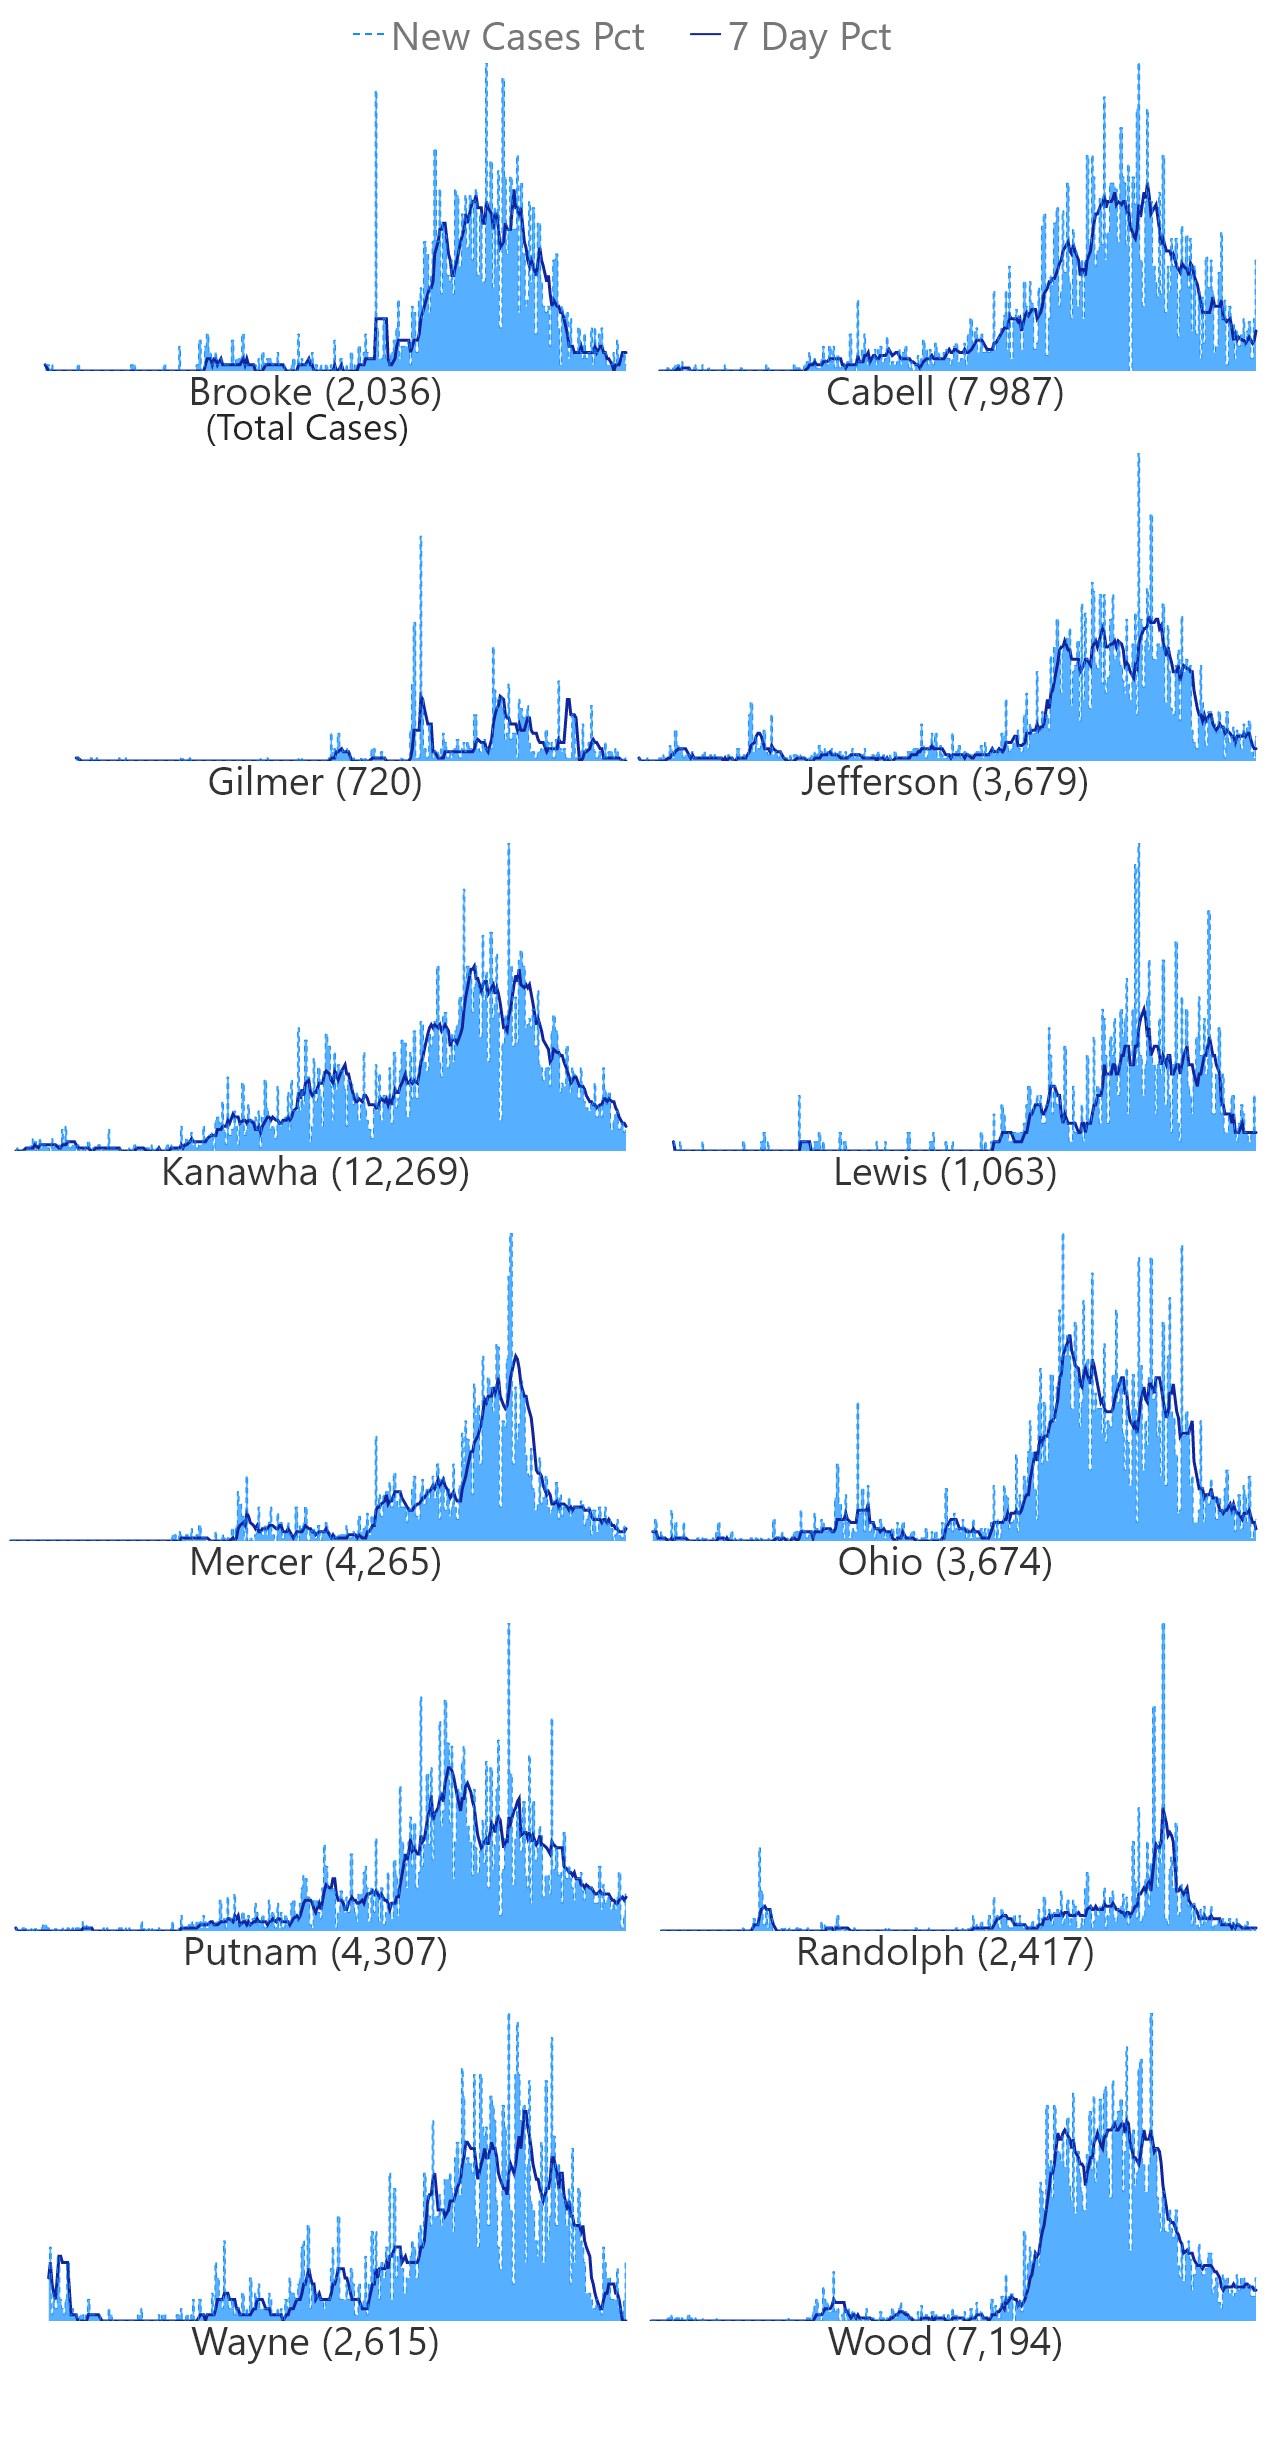 New Cases Pct 7 Day Pct
Brooke (2,036) Cabell (7,987)
(Total Cases)
Gilmer (720) Jefferson (3,679)
Kanawha (12,269) Lewis (1,063)
Mercer (4,265) Ohio (3,674)
Putnam (4,307) Randolph (2,417)
Wayne (2,615) Wood (7,194)